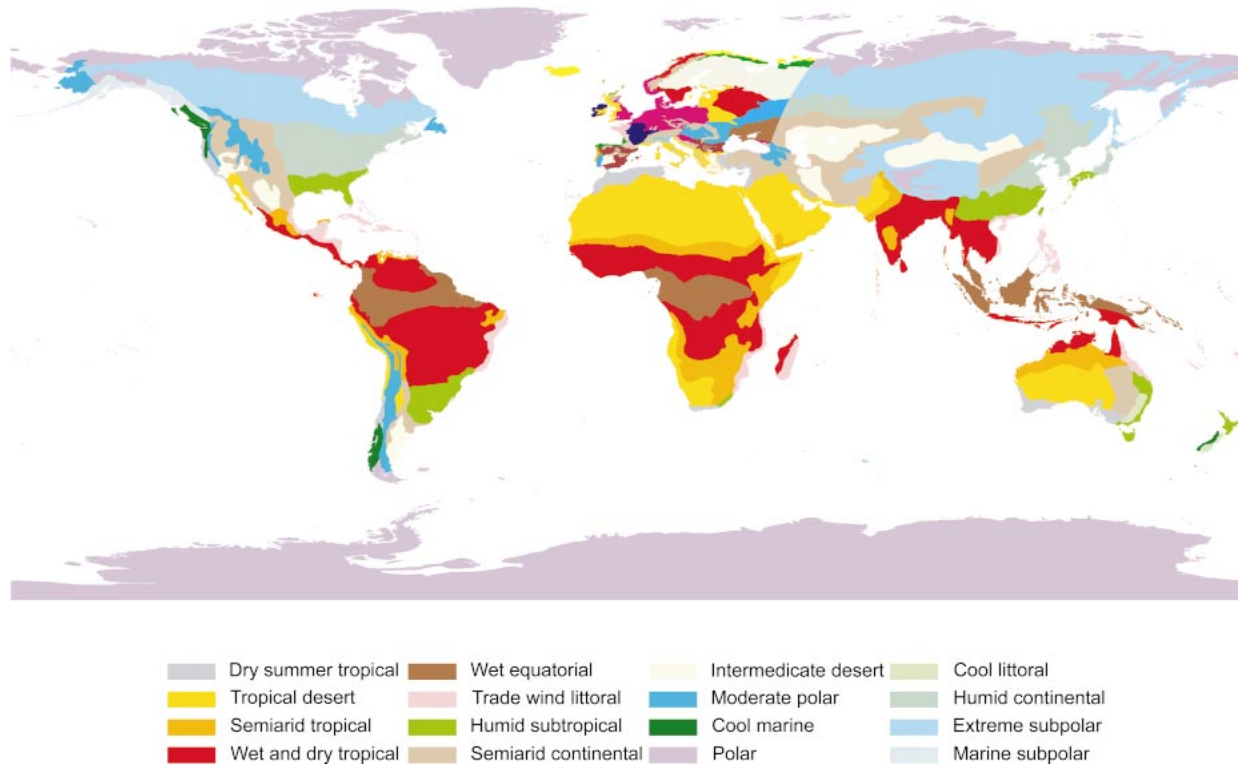 Dry summer tropical
Tropical desert
Semiarid tropical
Wet and dry tropical
Wet equatorial
Trade wind littoral
Humid subtropical
Semiarid continental
Intermedicate desert
Moderate polar
Cool marine
Polar
Cool littoral
Humid continental
Extreme subpolar
Marine subpolar